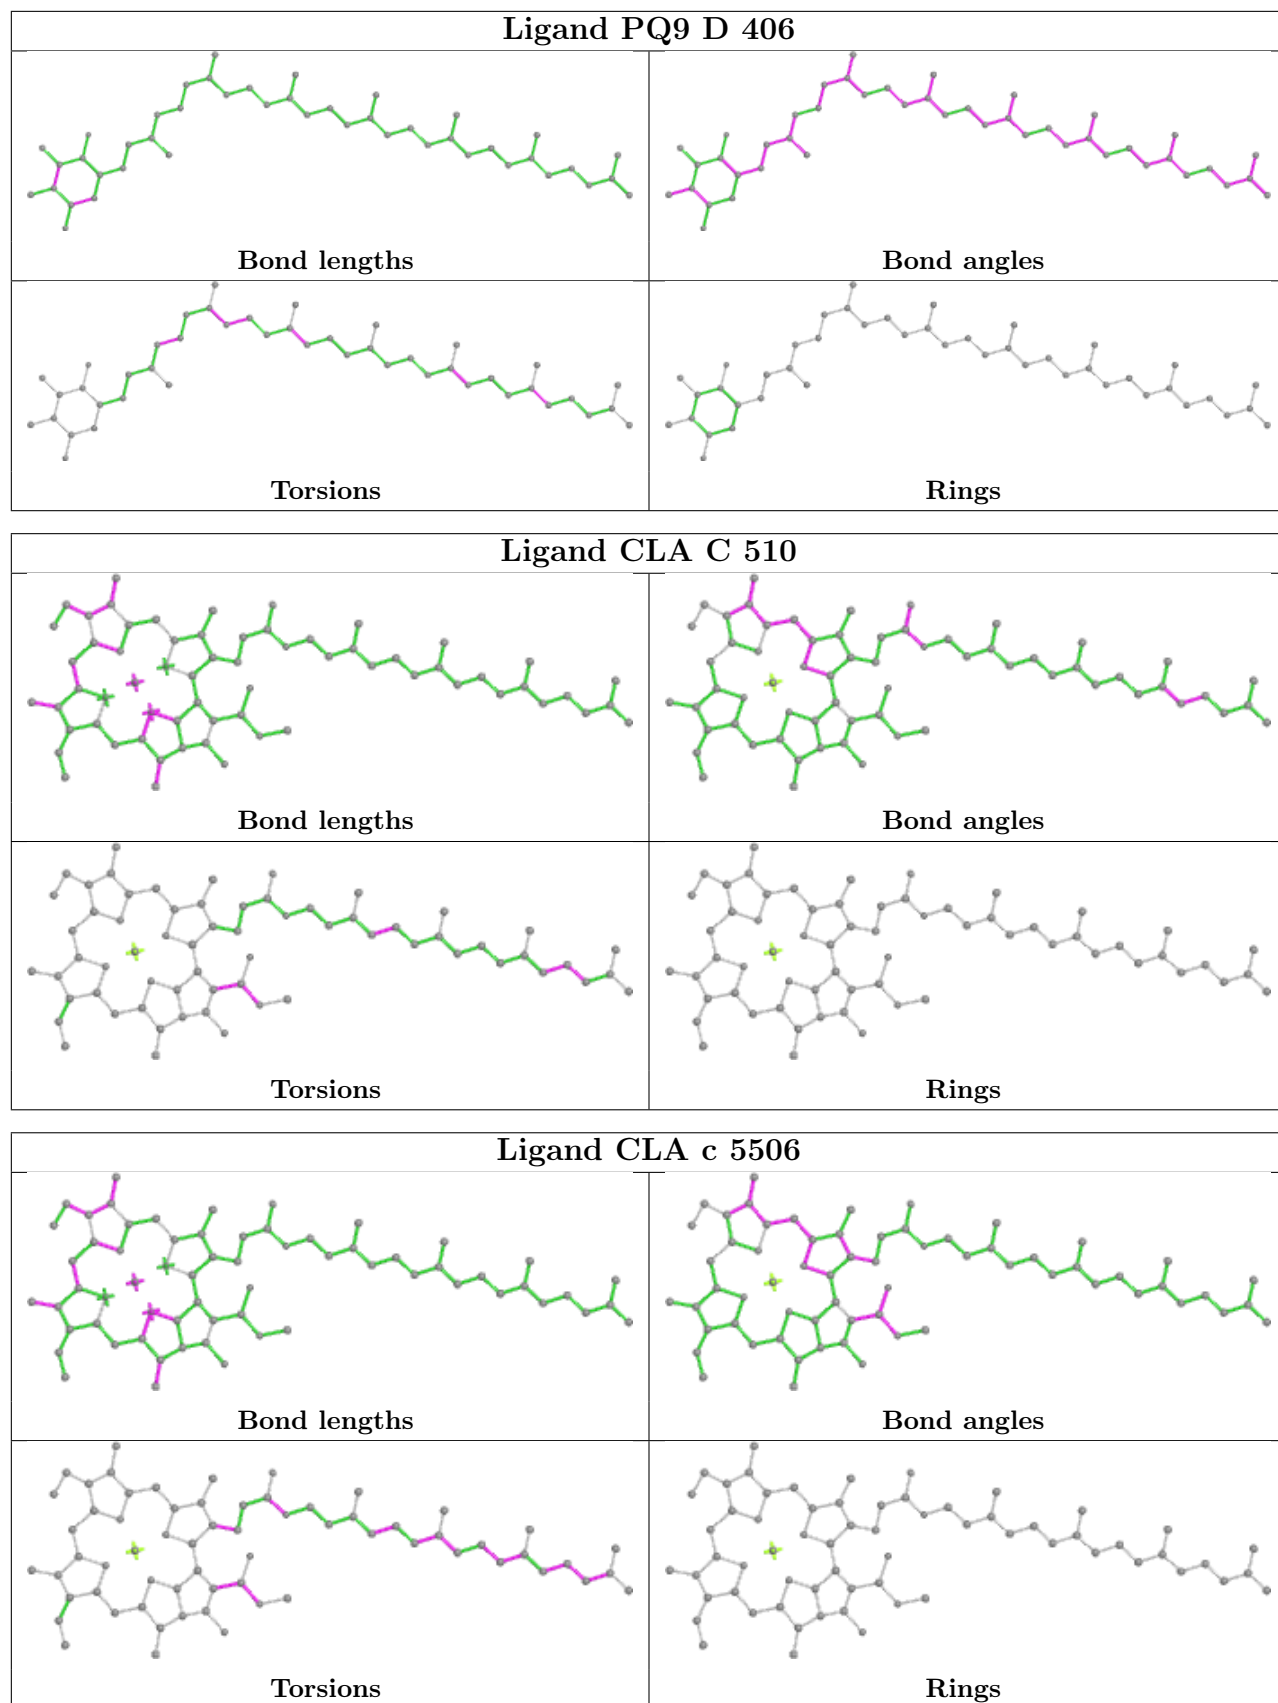 Ligand PQ9 D 406
Bond lengths
Bond angles
Torsions
Rings
Ligand CLA C 510
Bond lengths
Bond angles
Torsions
Rings
Ligand CLA c 5506
Bond lengths
Bond angles
Torsions
Rings